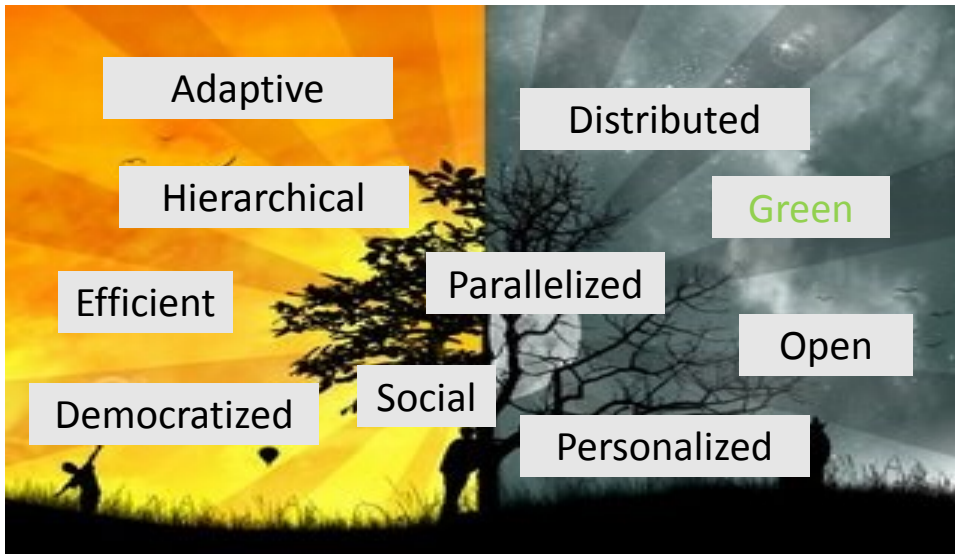 Adaptive
Distributed
Hierarchical
Green
Parallelized
Efficient
Open
Social
Democratized
Personalized